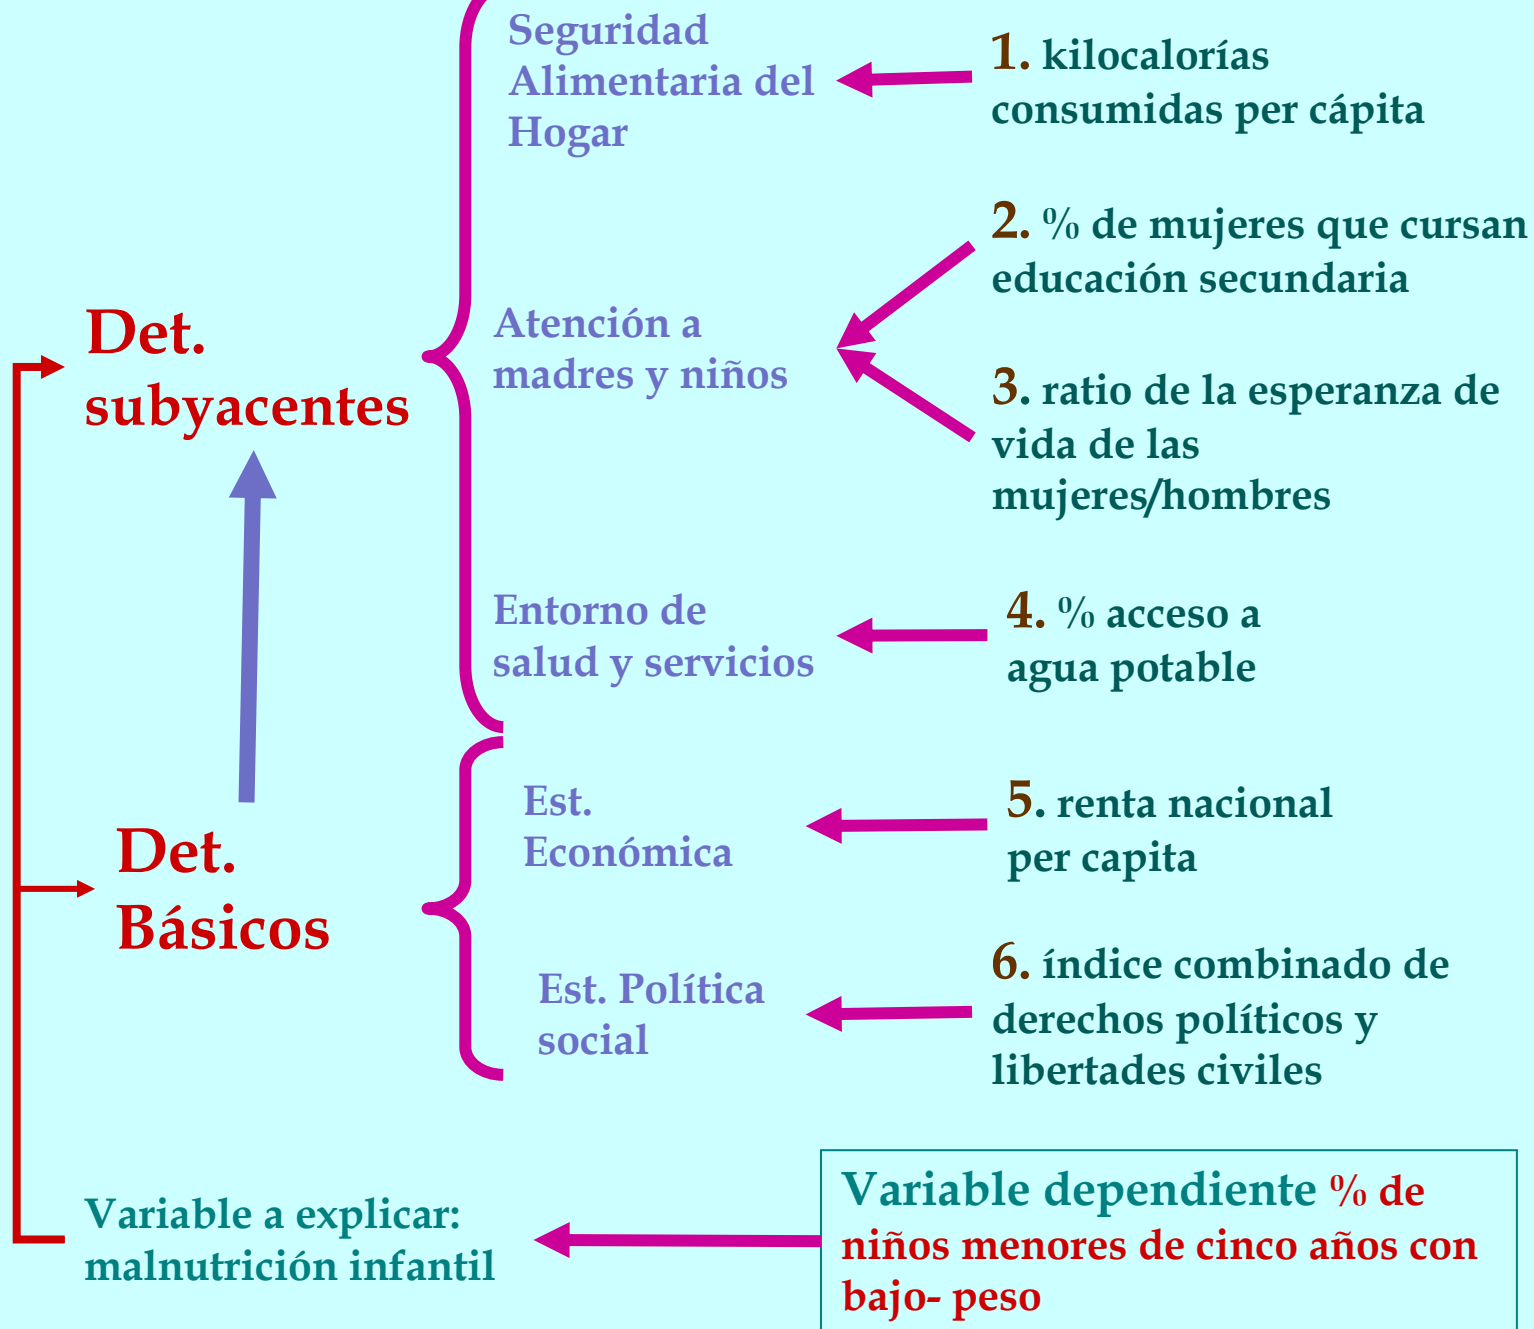 Seguridad
Alimentaria del
Hogar
1. kilocalorías
consumidas per cápita
2. % de mujeres que cursan
educación secundaria
Det.
subyacentes
Atención a
madres y niños
3. ratio de la esperanza de
vida de las
mujeres/hombres
Entorno de
salud y servicios
4. % acceso a
agua potable
Det.
Básicos
Est.
Económica
5. renta nacional
per capita
Est. Política
social
6. índice combinado de
derechos políticos y
libertades civiles
Variable a explicar:
malnutrición infantil
Variable dependiente % de
niños menores de cinco años con
bajo- peso